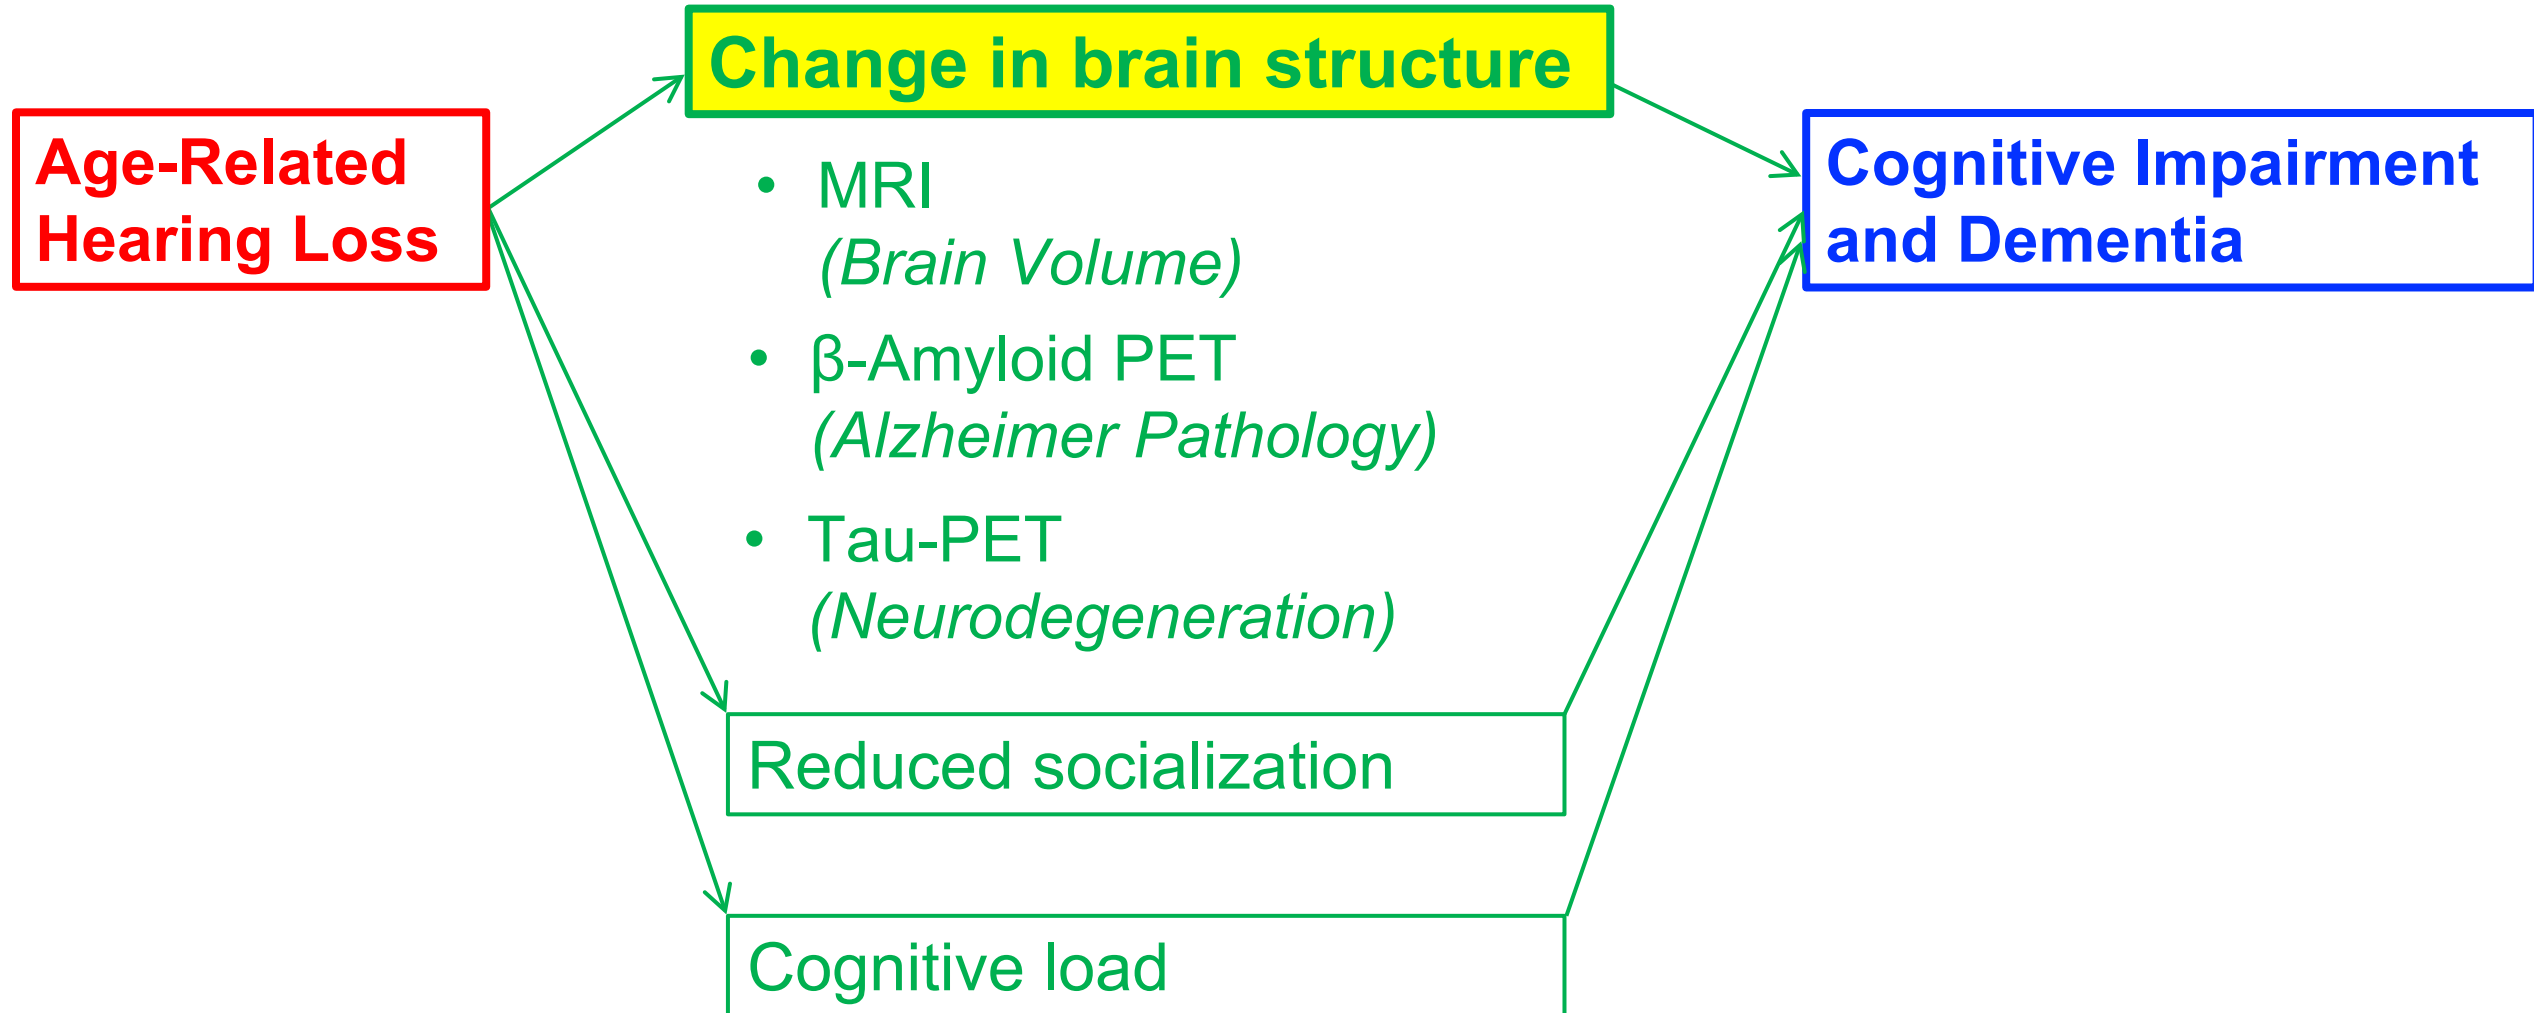 Change in brain structure
Age-Related
Hearing Loss
• MRI
(Brain Volume)
• β-Amyloid PET
(Alzheimer Pathology)
• Tau-PET
(Neurodegeneration)
Reduced socialization
Cognitive load
Cognitive Impairment
and Dementia